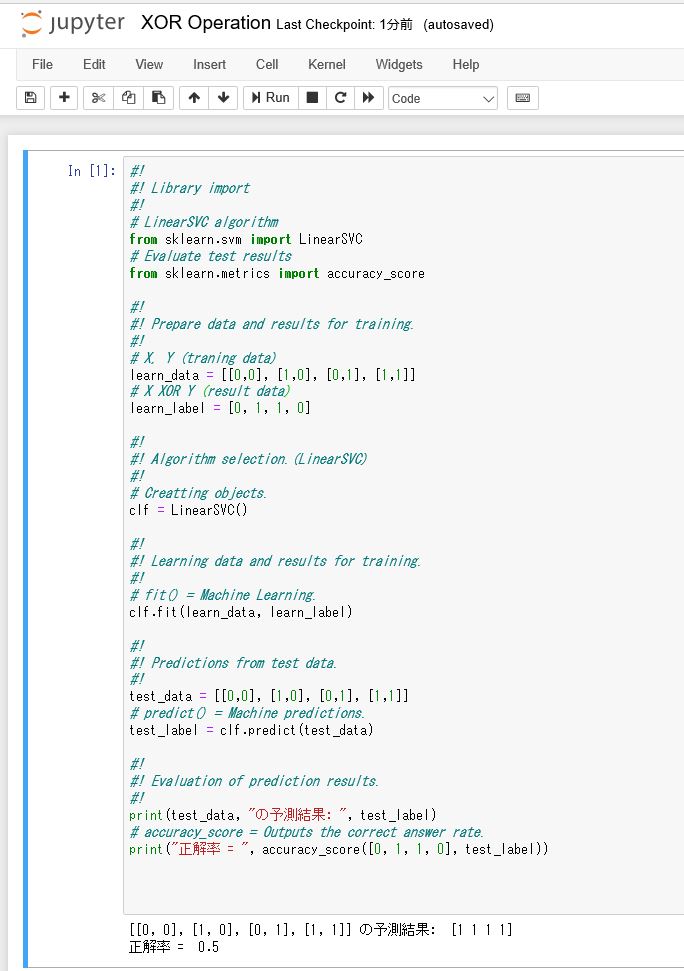 jupyter XOR Operation Last Checkpoint: 1分前 (autosaved)
File Edit View Insert Cell Kernel Widgets Help
Run Code
In [1]: #!
#! Library import
#!
# LinearSVC algorithm
from sklearn.svm import LinearSVC
# Evaluate test results
from sklearn.metrics import accuracy_score
#!
#! Prepare data and results for training.
#!
# X, Y (traning data)
learn_data = [[0,0], [1,0], [0,1], [1,1]]
# X XOR Y (result data)
learn_label = [0, 1, 1, 0]
#!
#! Algorithm selection.(LinearSVC)
#!
# Creatting objects.
clf = LinearSVC()
#!
#! Learning data and results for training.
#!
# fit() = Machine Learning.
clf.fit(learn_data, learn_label)
#!
#! Predictions from test data.
#!
test_data = [[0,0], [1,0], [0,1], [1,1]]
# predict() = Machine predictions.
test_label = clf.predict(test_data)
#!
#! Evaluation of prediction results.
#!
print(test_data, "の予測結果: ", test_label)
# accuracy_score = Outputs the correct answer rate.
print("正解率 = ", accuracy_score([0, 1, 1, 0], test_label))
[[0, 0], [1, 0], [0, 1], [1, 1]] の予測結果: [1 1 1 1]
正解率 = 0.5